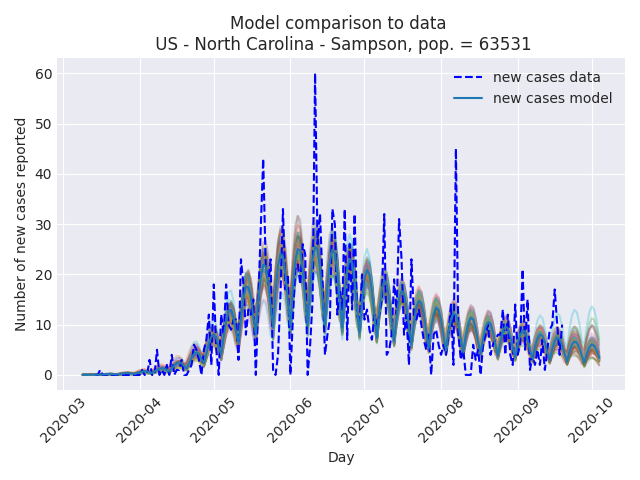 Model comparison to data
US - North Carolina - Sampson, pop. = 63531
new cases data
new cases model
Number of new cases reported
60
50
40
30
20
10
0
2020-03
2020-04
2020-05
2020-06
2020-07
2020-08
2020-09
2020-10
Day